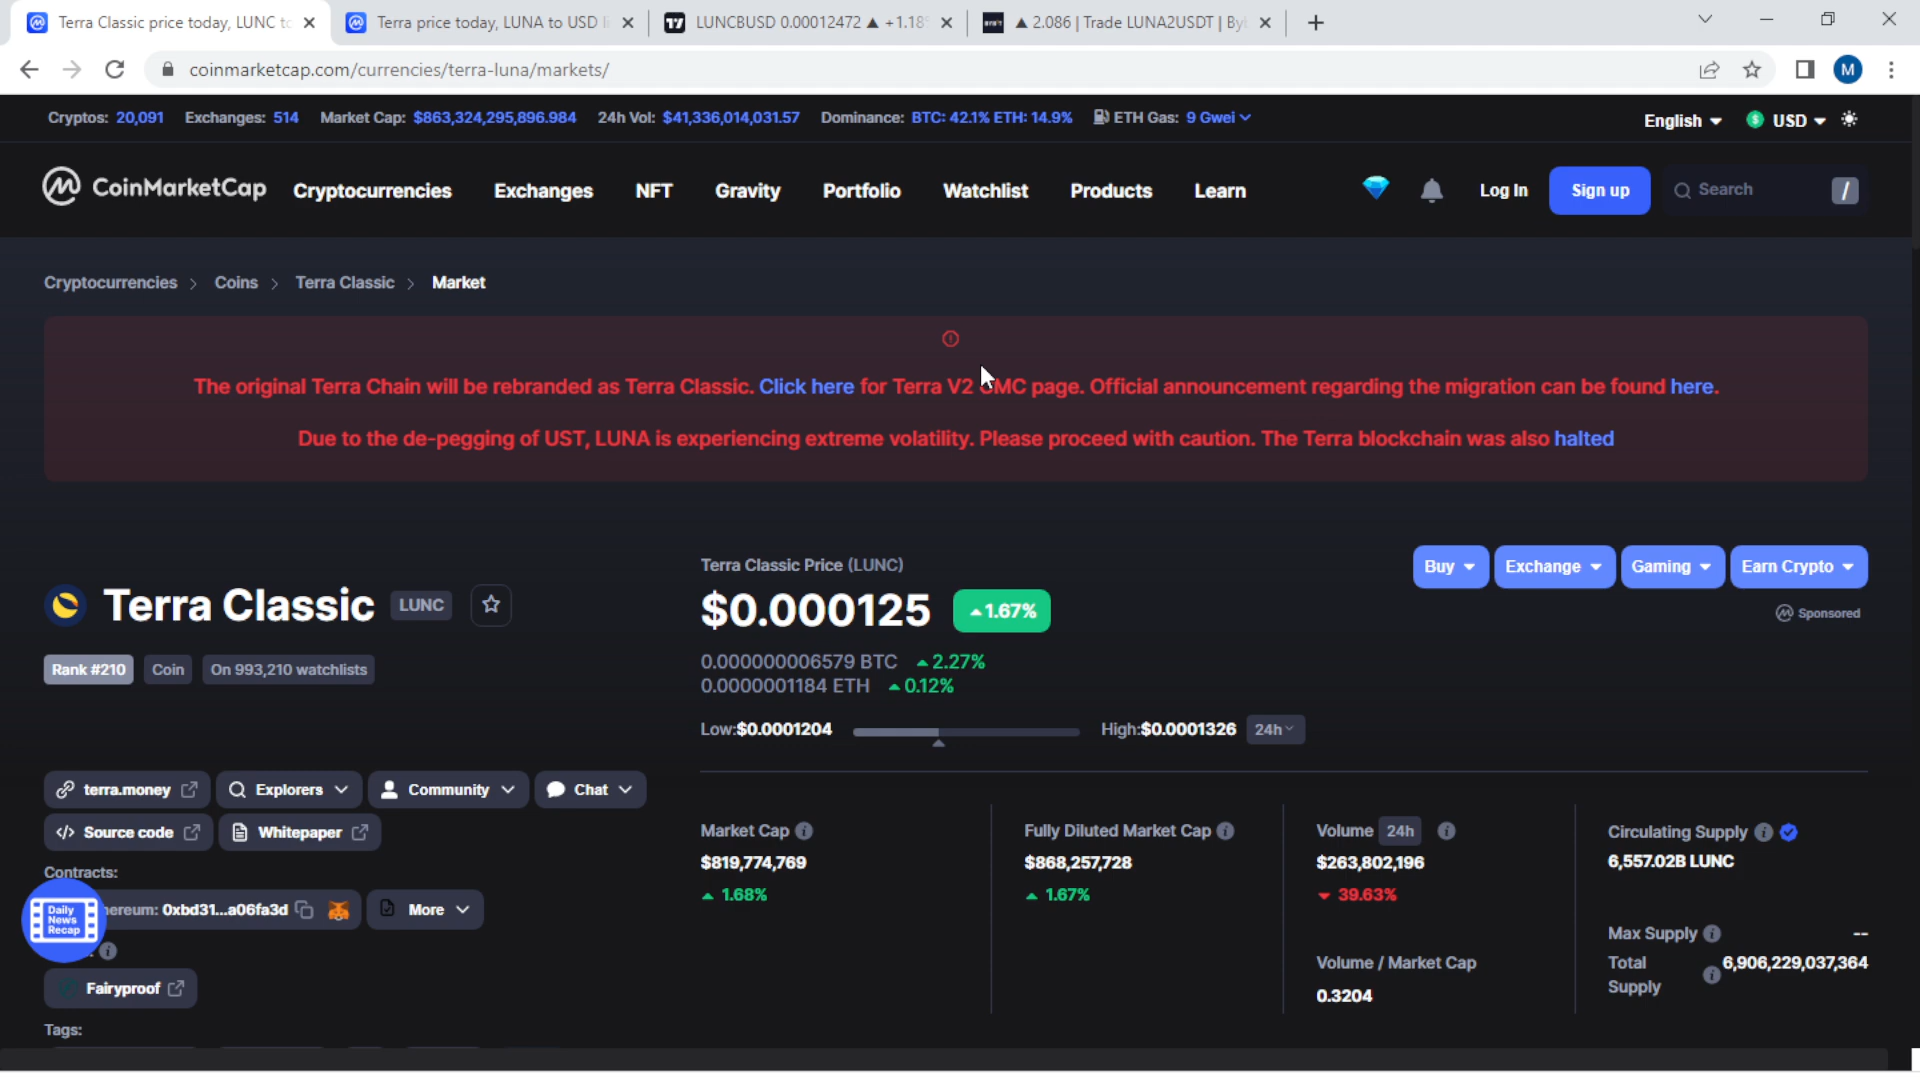 Terra Classic price today, LUNC to
Terra price today, LUNA to USD li
LUNCBUSD 0.00012472 ▲ +1.18%
▲ 2.086 | Trade LUNA2USDT | Byb
coinmarketcap.com/currencies/terra-luna/markets/
M
Cryptos: 20,091 Exchanges: 514 Market Cap: $863,324,295,896.984 24h Vol: $41,336,014,031.57 Dominance: BTC: 42.1% ETH: 14.9% ETH Gas: 9 Gwei
English USD
CoinMarketCap Cryptocurrencies Exchanges NFT Gravity Portfolio Watchlist Products Learn Log In Sign up Search /
Cryptocurrencies > Coins > Terra Classic > Market
The original Terra Chain will be rebranded as Terra Classic. Click here for Terra V2 CMC page. Official announcement regarding the migration can be found here.
Due to the de-pegging of UST, LUNA is experiencing extreme volatility. Please proceed with caution. The Terra blockchain was also halted
Terra Classic LUNC
Rank #210 Coin On 993,210 watchlists
Terra Classic Price (LUNC)
$0.000125 1.67%
0.000000006579 BTC 2.27%
0.0000001184 ETH 0.12%
Low:$0.0001204 High:$0.0001326 24h
Buy Exchange Gaming Earn Crypto
Sponsored
terra.money Explorers Community Chat
Source code Whitepaper
Contracts:
hereum: 0xbd31...a06fa3d More
Daily
News
Recap
Fairyproof
Tags:
Market Cap
$819,774,769
1.68%
Fully Diluted Market Cap
$868,257,728
1.67%
Volume 24h
$263,802,196
39.63%
Volume / Market Cap
0.3204
Circulating Supply
6,557.02B LUNC
Max Supply --
Total Supply 6,906,229,037,364